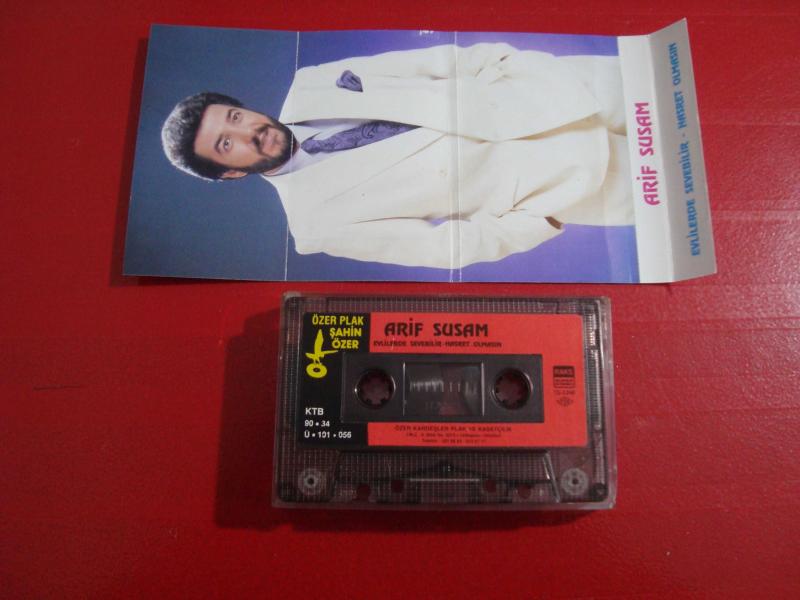 ARİF SUSAM
EVLİLERDE SEVEBİLİR - HASRET OLMASIN
ÖZER PLAK
ŞAHİN
ÖZER
KTB
90 • 34
Ü • 101 • 056
ARİF SUSAM
EVLİLERDE SEVEBİLİR-HASRET OLMASIN
RAKS
ÖZER KARDEŞLER PLAK VE KASETÇİLİK